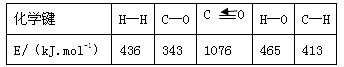 化学键 H—H C—O C≡O H—O C—H
E/（kJ.mol⁻¹） 436 343 1076 465 413